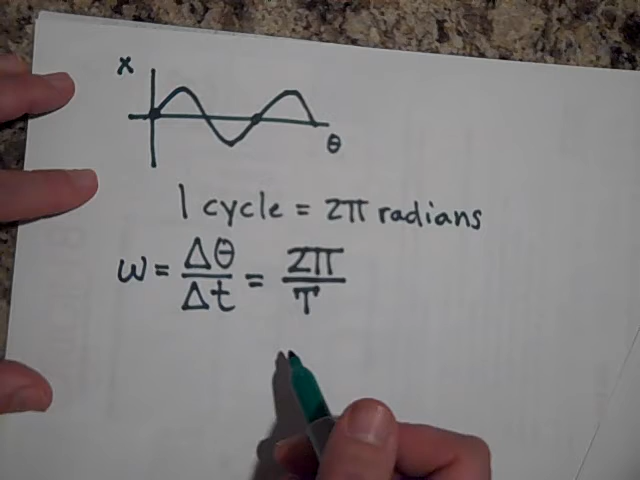 x
θ
1 cycle = 2π radians
ω = Δθ/Δt = 2π/T